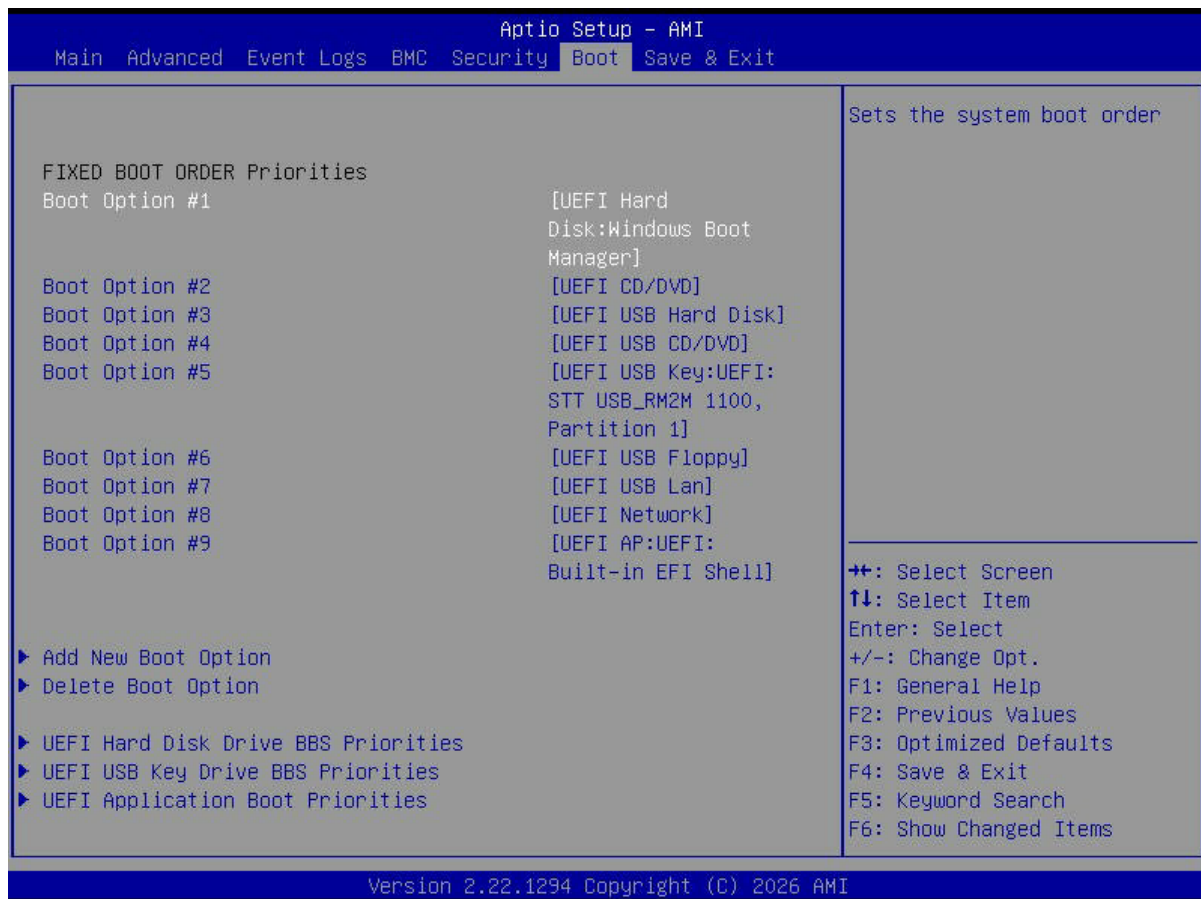 Aptio Setup – AMI
Main Advanced Event Logs BMC Security Boot Save & Exit
Sets the system boot order
FIXED BOOT ORDER Priorities
Boot Option #1 [UEFI Hard
Disk:Windows Boot
Manager]
Boot Option #2 [UEFI CD/DVD]
Boot Option #3 [UEFI USB Hard Disk]
Boot Option #4 [UEFI USB CD/DVD]
Boot Option #5 [UEFI USB Key:UEFI:
STT USB_RM2M 1100,
Partition 1]
Boot Option #6 [UEFI USB Floppy]
Boot Option #7 [UEFI USB Lan]
Boot Option #8 [UEFI Network]
Boot Option #9 [UEFI AP:UEFI:
Built-in EFI Shell]
▶ Add New Boot Option
▶ Delete Boot Option
▶ UEFI Hard Disk Drive BBS Priorities
▶ UEFI USB Key Drive BBS Priorities
▶ UEFI Application Boot Priorities
→←: Select Screen
↑↓: Select Item
Enter: Select
+/-: Change Opt.
F1: General Help
F2: Previous Values
F3: Optimized Defaults
F4: Save & Exit
F5: Keyword Search
F6: Show Changed Items
Version 2.22.1294 Copyright (C) 2026 AMI